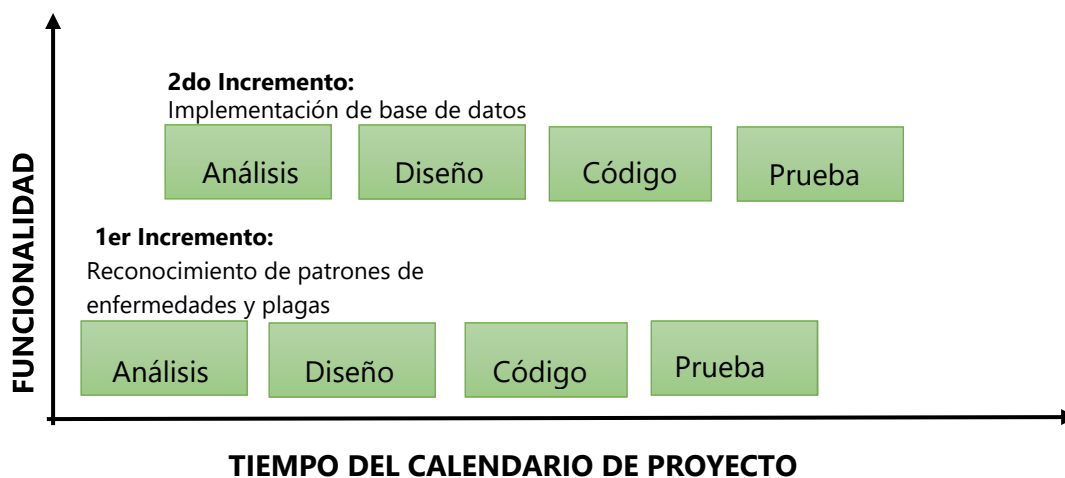 2do Incremento:
Implementación de base de datos
Análisis
Diseño
Código
Prueba
1er Incremento:
Reconocimiento de patrones de
enfermedades y plagas
Análisis
Diseño
Código
Prueba
FUNCIONALIDAD
TIEMPO DEL CALENDARIO DE PROYECTO